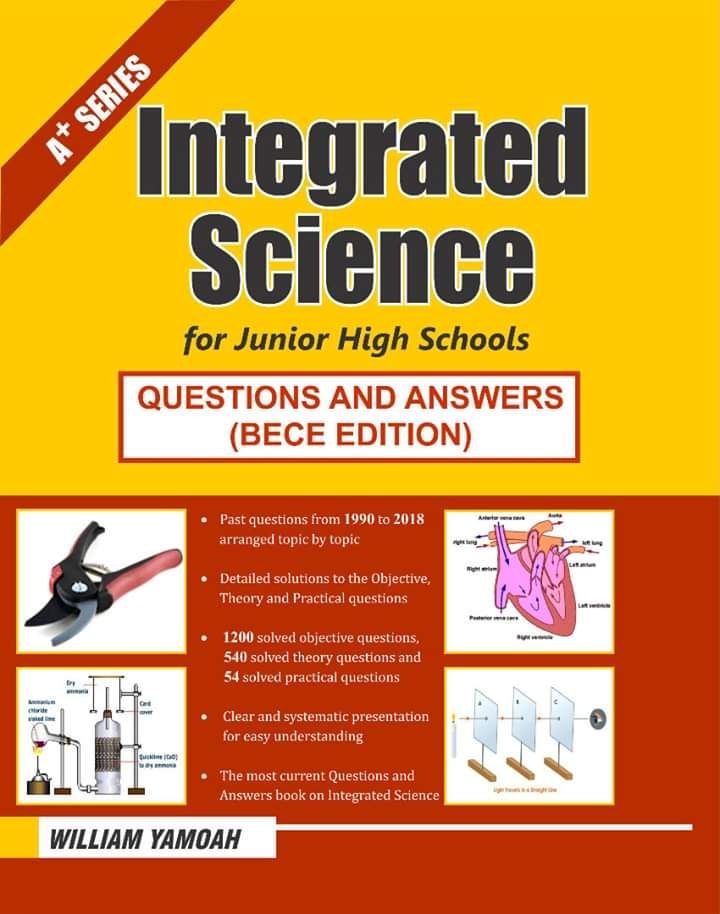 A+ SERIES
Integrated
Science
for Junior High Schools
QUESTIONS AND ANSWERS
(BECE EDITION)
• Past questions from 1990 to 2018
arranged topic by topic
• Detailed solutions to the Objective,
Theory and Practical questions
• 1200 solved objective questions,
540 solved theory questions and
54 solved practical questions
• Clear and systematic presentation
for easy understanding
• The most current Questions and
Answers book on Integrated Science
Anterior vena cava
Aorta
right lung
left lung
Right atrium
Left atrium
Left ventricle
Posterior vena cava
Right ventricle
Dry
ammonia
Ammonium
chloride
slaked lime
Card
cover
Quicklime (CaO)
to dry ammonia
A
B
C
Light Travels in a Straight Line
WILLIAM YAMOAH